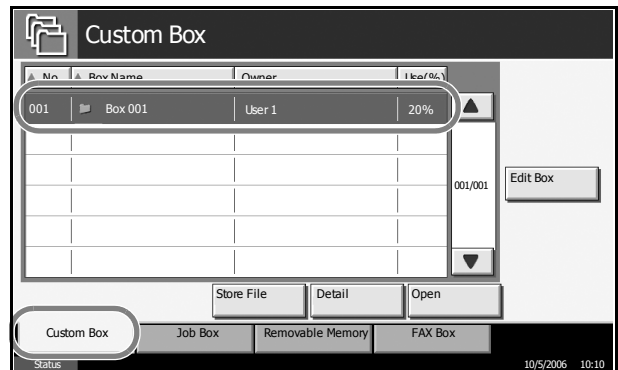 Custom Box
No Box Name Owner Use(%)
001 Box 001 User 1 20%
001/001
Edit Box
Store File Detail Open
Custom Box Job Box Removable Memory FAX Box
Status 10/5/2006 10:10